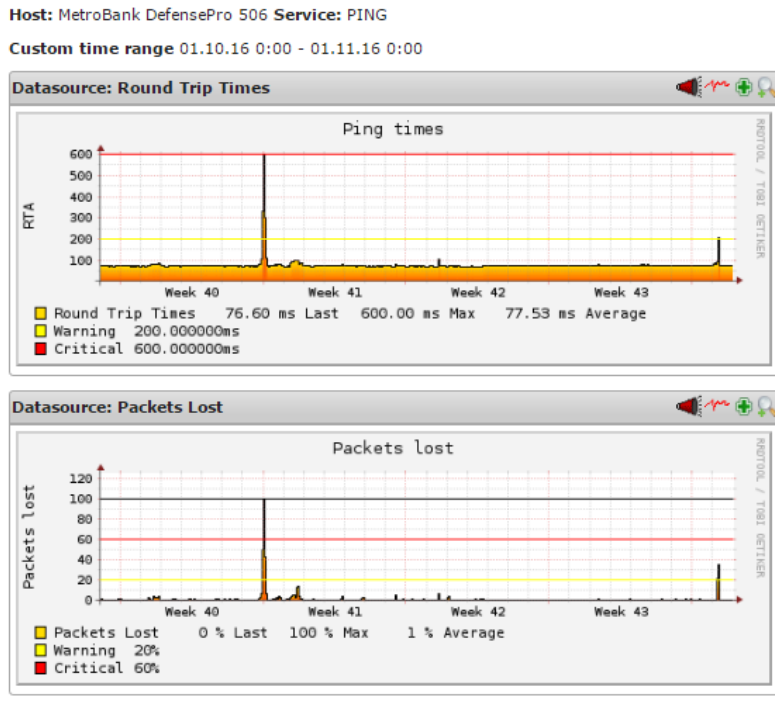 Host: MetroBank DefensePro 506 Service: PING
Custom time range 01.10.16 0:00 - 01.11.16 0:00
Datasource: Round Trip Times
Ping times
RRDTOOL / TOBI OETIKER
RTA
600
500
400
300
200
100
Week 40 Week 41 Week 42 Week 43
Round Trip Times 76.60 ms Last 600.00 ms Max 77.53 ms Average
Warning 200.000000ms
Critical 600.000000ms
Datasource: Packets Lost
Packets lost
RRDTOOL / TOBI OETIKER
Packets lost
120
100
80
60
40
20
0
Week 40 Week 41 Week 42 Week 43
Packets Lost 0 % Last 100 % Max 1 % Average
Warning 20%
Critical 60%